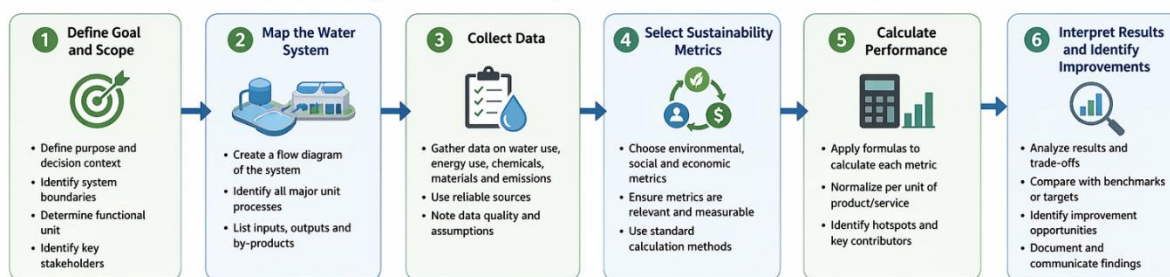 1 Define Goal
and Scope
• Define purpose and
decision context
• Identify system
boundaries
• Determine functional
unit
• Identify key
stakeholders
2 Map the Water
System
• Create a flow diagram
of the system
• Identify all major unit
processes
• List inputs, outputs and
by-products
3 Collect Data
• Gather data on water use,
energy use, chemicals,
materials and emissions
• Use reliable sources
• Note data quality and
assumptions
4 Select Sustainability
Metrics
$
• Choose environmental,
social and economic
metrics
• Ensure metrics are
relevant and measurable
• Use standard
calculation methods
5 Calculate
Performance
• Apply formulas to
calculate each metric
• Normalize per unit of
product/service
• Identify hotspots and
key contributors
6 Interpret Results
and Identify
Improvements
• Analyze results and
trade-offs
• Compare with benchmarks
or targets
• Identify improvement
opportunities
• Document and
communicate findings